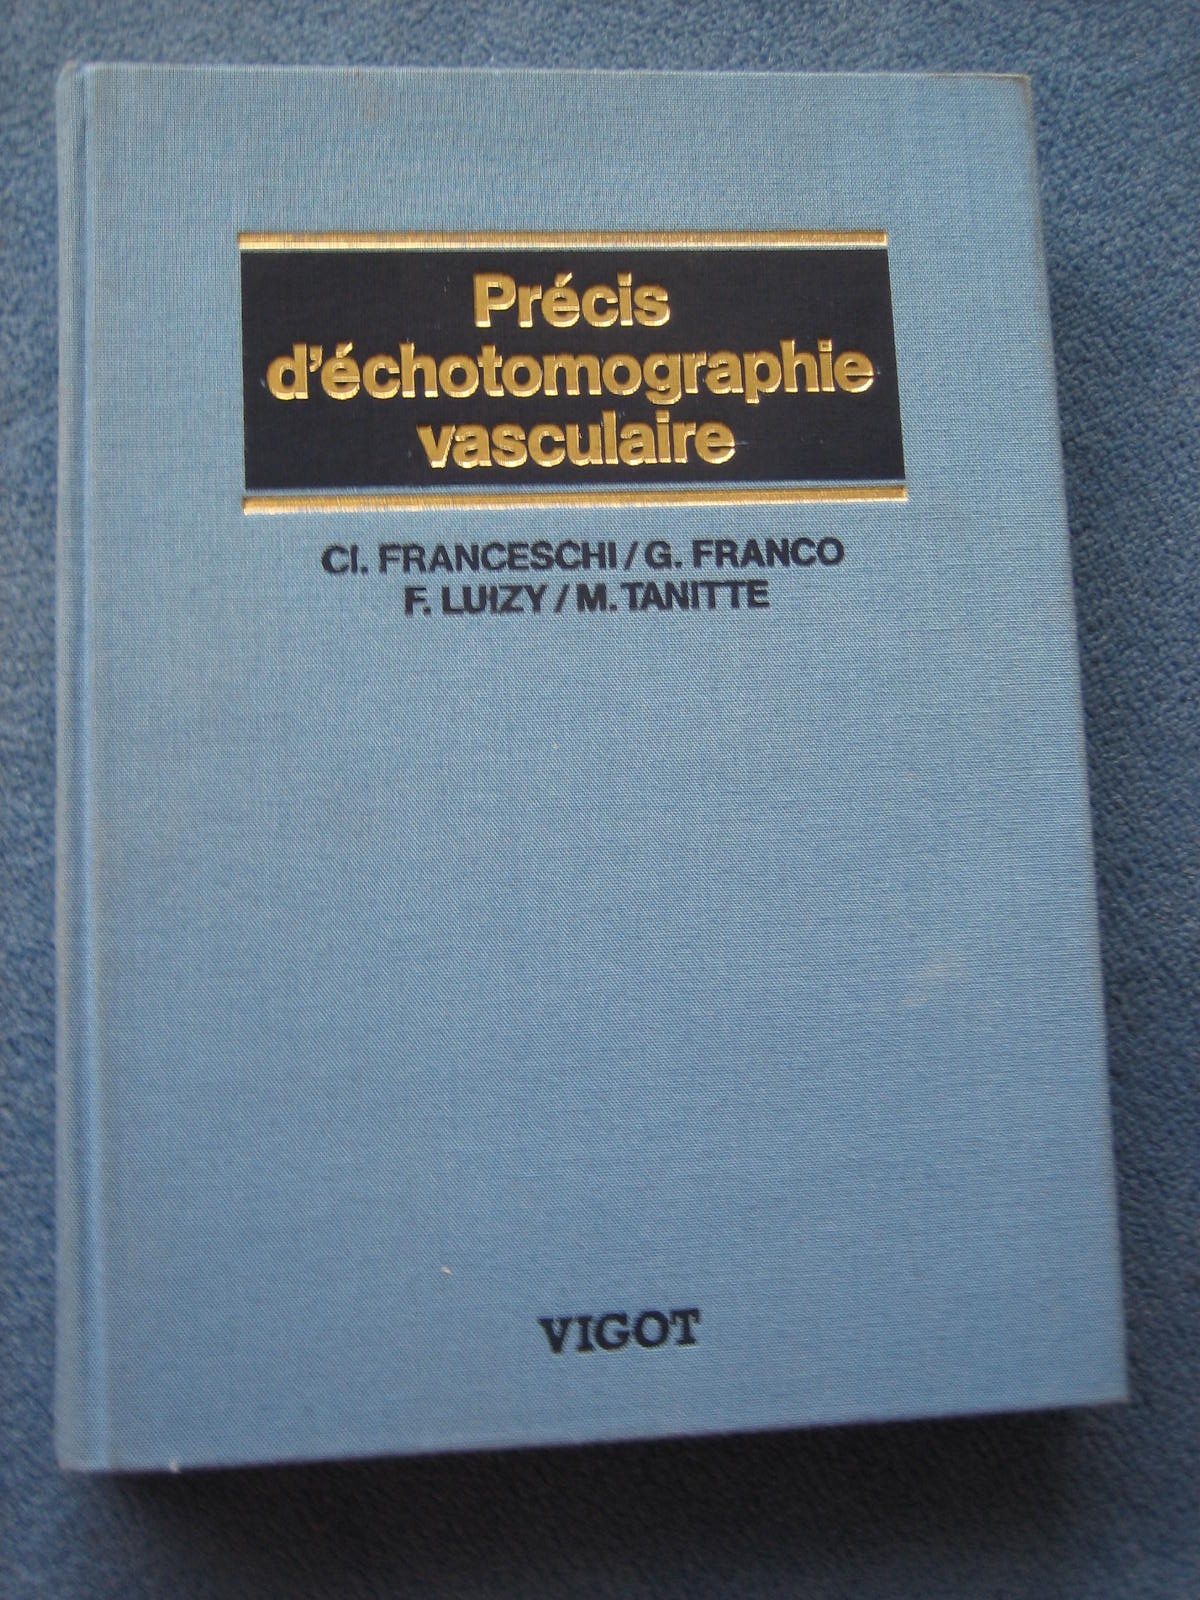 Précis
d'échotomographie
vasculaire
Cl. FRANCESCHI / G. FRANCO
F. LUIZY / M. TANITTE
VIGOT